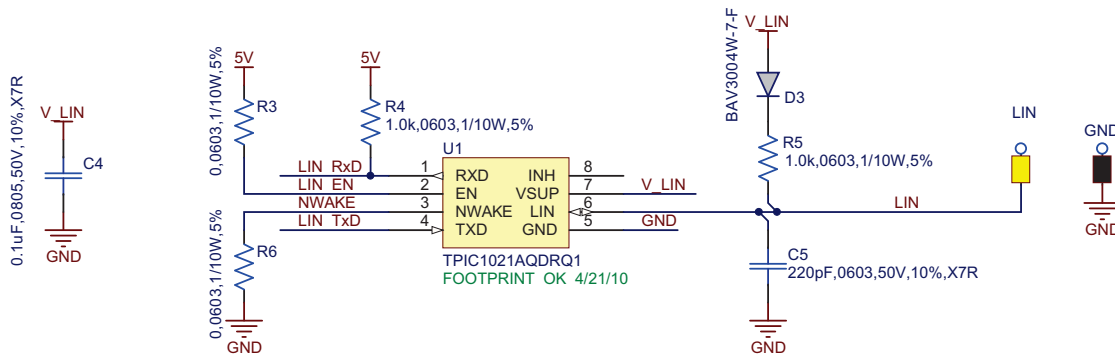 0.1uF,0805,50V,10%,X7R
V_LIN
C4
GND
0,0603,1/10W,5%
5V
R3
5V
R4
1.0k,0603,1/10W,5%
LIN_RxD
LIN_EN
NWAKE
LIN_TxD
0,0603,1/10W,5%
R6
GND
U1
1 RXD INH 8
2 EN VSUP 7
3 NWAKE LIN 6
4 TXD GND 5
TPIC1021AQDRQ1
FOOTPRINT OK 4/21/10
V_LIN
GND
BAV3004W-7-F
V_LIN
D3
R5
1.0k,0603,1/10W,5%
LIN
C5
220pF,0603,50V,10%,X7R
GND
LIN
GND
GND